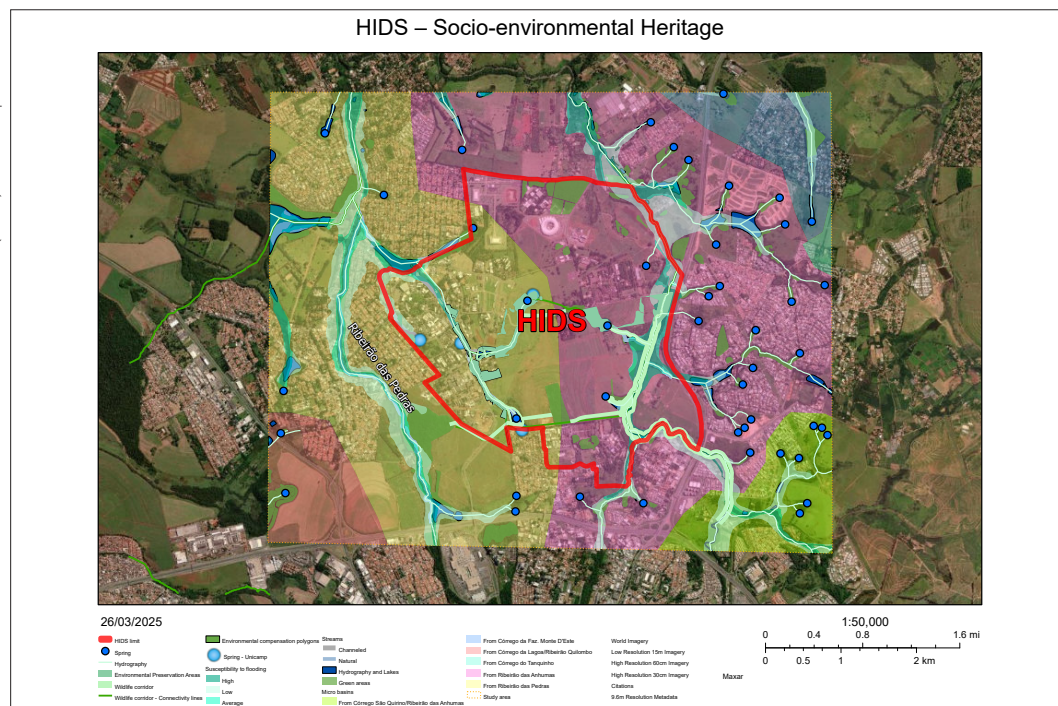 HIDS – Socio-environmental Heritage
HIDS
Ribeirão das Pedras
26/03/2025
1:50,000
0 0.4 0.8 1.6 mi
0 0.5 1 2 km
HIDS limit
Spring
Hydrography
Environmental Preservation Areas
Wildlife corridor
Wildlife corridor - Connectivity lines
Environmental compensation polygons
Spring - Unicamp
Susceptibility to flooding
High
Low
Average
Streams
Channeled
Natural
Hydrography and Lakes
Green areas
Micro basins
From Córrego São Quirino/Ribeirão das Anhumas
From Córrego da Faz. Monte D'Este
From Córrego da Lagoa/Ribeirão Quilombo
From Córrego do Tanquinho
From Ribeirão das Anhumas
From Ribeirão das Pedras
Study area
World Imagery
Low Resolution 15m Imagery
High Resolution 60cm Imagery
High Resolution 30cm Imagery
Citations
9.6m Resolution Metadata
Maxar